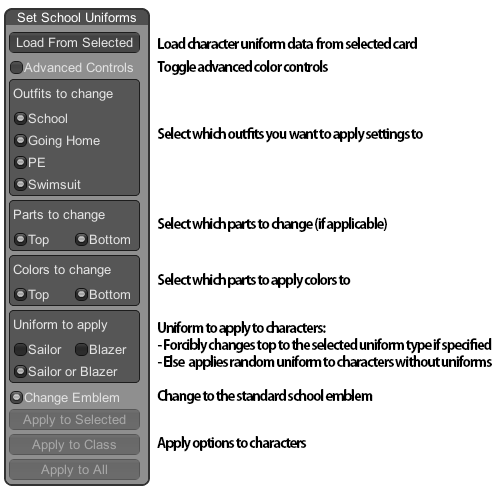 Set School Uniforms
Load From Selected
Load character uniform data from selected card
Advanced Controls
Toggle advanced color controls
Outfits to change
School
Going Home
PE
Swimsuit
Select which outfits you want to apply settings to
Parts to change
Top Bottom
Select which parts to change (if applicable)
Colors to change
Top Bottom
Select which parts to apply colors to
Uniform to apply
Sailor Blazer
Sailor or Blazer
Uniform to apply to characters:
- Forcibly changes top to the selected uniform type if specified
- Else applies random uniform to characters without uniforms
Change Emblem
Change to the standard school emblem
Apply to Selected
Apply to Class
Apply to All
Apply options to characters